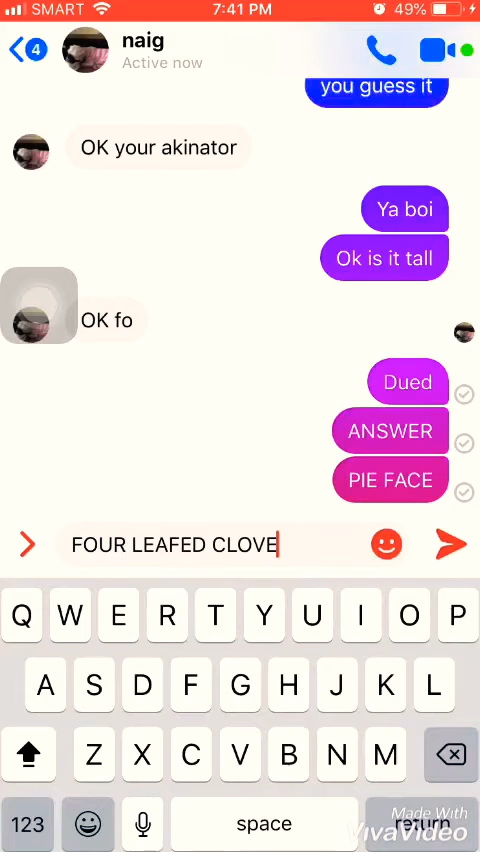 SMART 7:41 PM 49%
4 naig
Active now
you guess it
OK your akinator
Ya boi
Ok is it tall
OK fo
Dued
ANSWER
PIE FACE
FOUR LEAFED CLOVE
Q W E R T Y U I O P
A S D F G H J K L
Z X C V B N M
123 space return
Made With
VivaVideo